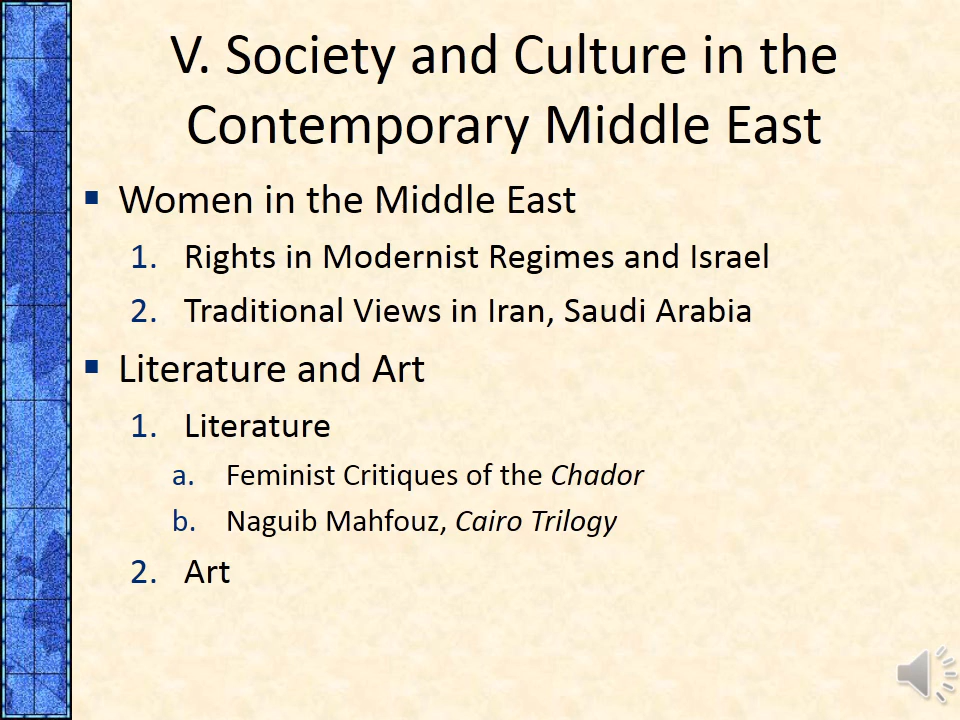 V. Society and Culture in the
Contemporary Middle East
▪ Women in the Middle East
1. Rights in Modernist Regimes and Israel
2. Traditional Views in Iran, Saudi Arabia
▪ Literature and Art
1. Literature
a. Feminist Critiques of the Chador
b. Naguib Mahfouz, Cairo Trilogy
2. Art